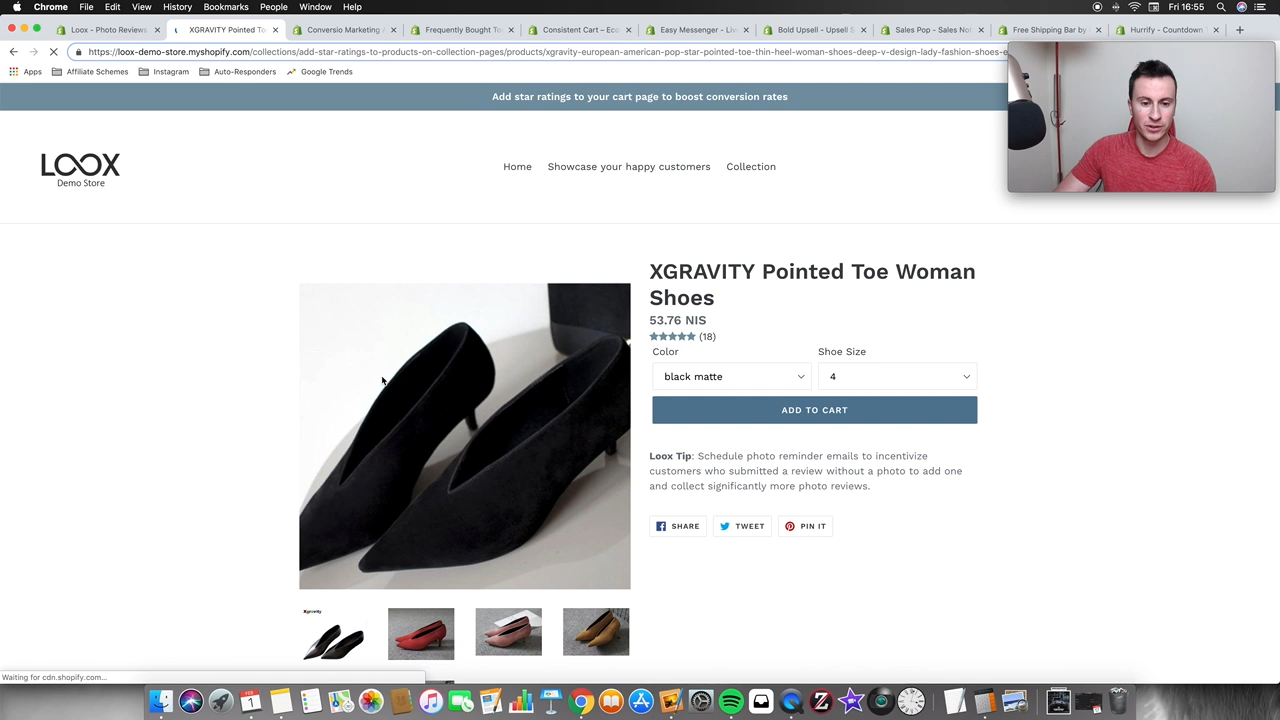 Chrome File Edit View History Bookmarks People Window Help Fri 16:55
Loox - Photo Reviews XGRAVITY Pointed To Conversio Marketing Frequently Bought To Consistent Cart – Eco Easy Messenger - Liv Bold Upsell - Upsell S Sales Pop - Sales No Free Shipping Bar by Hurrify - Countdown
https://loox-demo-store.myshopify.com/collections/add-star-ratings-to-products-on-collection-pages/products/xgravity-european-american-pop-star-pointed-toe-thin-heel-woman-shoes-deep-v-design-lady-fashion-shoes-e
Apps Affiliate Schemes Instagram Auto-Responders Google Trends
Add star ratings to your cart page to boost conversion rates
LOOX
Demo Store
Home Showcase your happy customers Collection
XGRAVITY Pointed Toe Woman
Shoes
53.76 NIS
(18)
Color Shoe Size
black matte 4
ADD TO CART
Loox Tip: Schedule photo reminder emails to incentivize
customers who submitted a review without a photo to add one
and collect significantly more photo reviews.
SHARE TWEET PIN IT
Xgravity
Waiting for cdn.shopify.com...